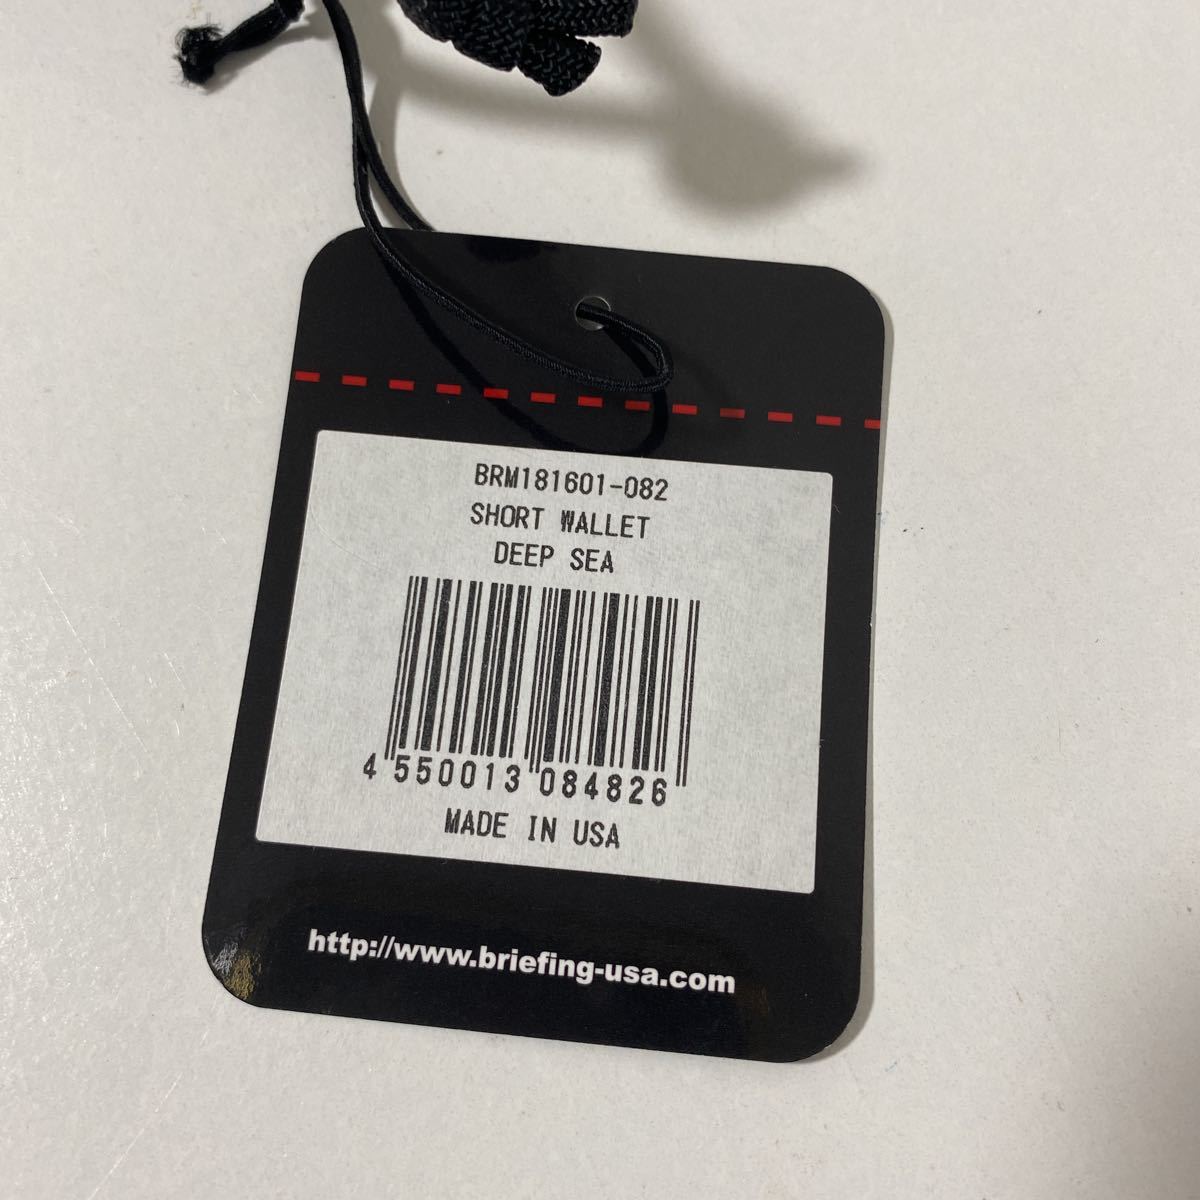 BRM181601-082
SHORT WALLET
DEEP SEA
4 550013 084826
MADE IN USA
http://www.briefing-usa.com